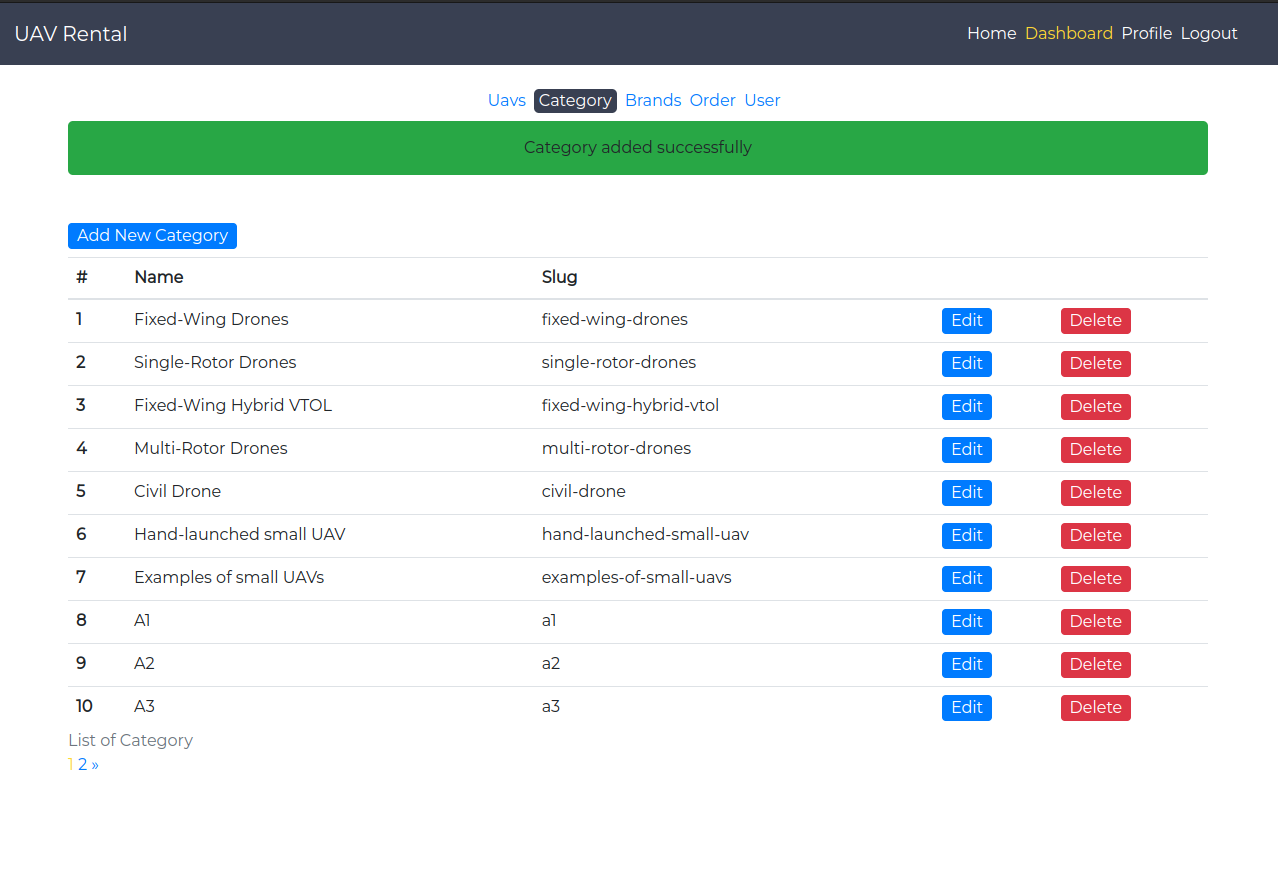 UAV Rental Home Dashboard Profile Logout
Uavs Category Brands Order User
Category added successfully
Add New Category
# Name Slug
1 Fixed-Wing Drones fixed-wing-drones Edit Delete
2 Single-Rotor Drones single-rotor-drones Edit Delete
3 Fixed-Wing Hybrid VTOL fixed-wing-hybrid-vtol Edit Delete
4 Multi-Rotor Drones multi-rotor-drones Edit Delete
5 Civil Drone civil-drone Edit Delete
6 Hand-launched small UAV hand-launched-small-uav Edit Delete
7 Examples of small UAVs examples-of-small-uavs Edit Delete
8 A1 a1 Edit Delete
9 A2 a2 Edit Delete
10 A3 a3 Edit Delete
List of Category
1 2 »